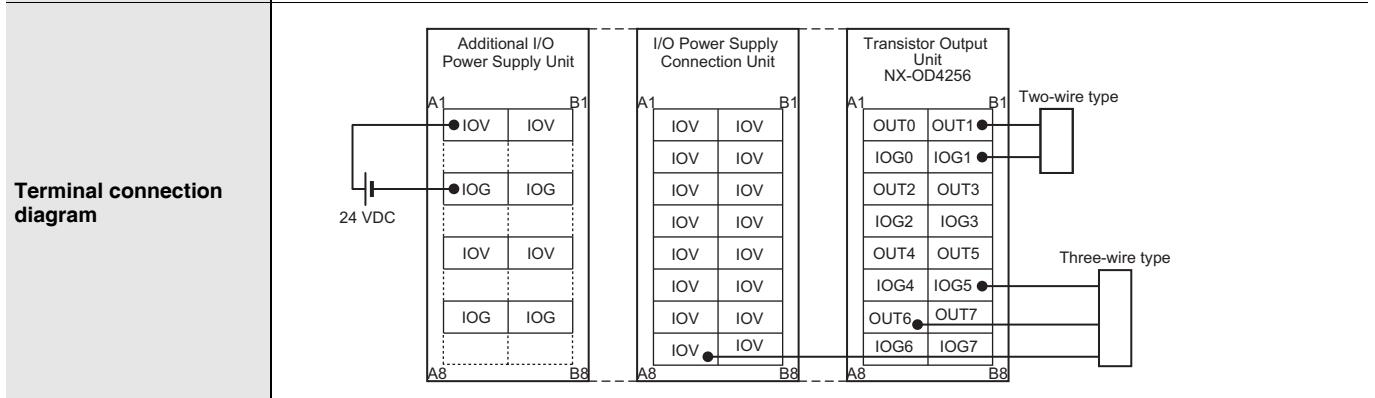 Terminal connection
diagram
24 VDC
Additional I/O
Power Supply Unit
A1 B1
IOV IOV
IOG IOG
IOV IOV
IOG IOG
A8 B8
I/O Power Supply
Connection Unit
A1 B1
IOV IOV
IOV IOV
IOV IOV
IOV IOV
IOV IOV
IOV IOV
IOV IOV
IOV IOV
A8 B8
Transistor Output
Unit
NX-OD4256
A1 B1
OUT0 OUT1
IOG0 IOG1
OUT2 OUT3
IOG2 IOG3
OUT4 OUT5
IOG4 IOG5
OUT6 OUT7
IOG6 IOG7
A8 B8
Two-wire type
Three-wire type